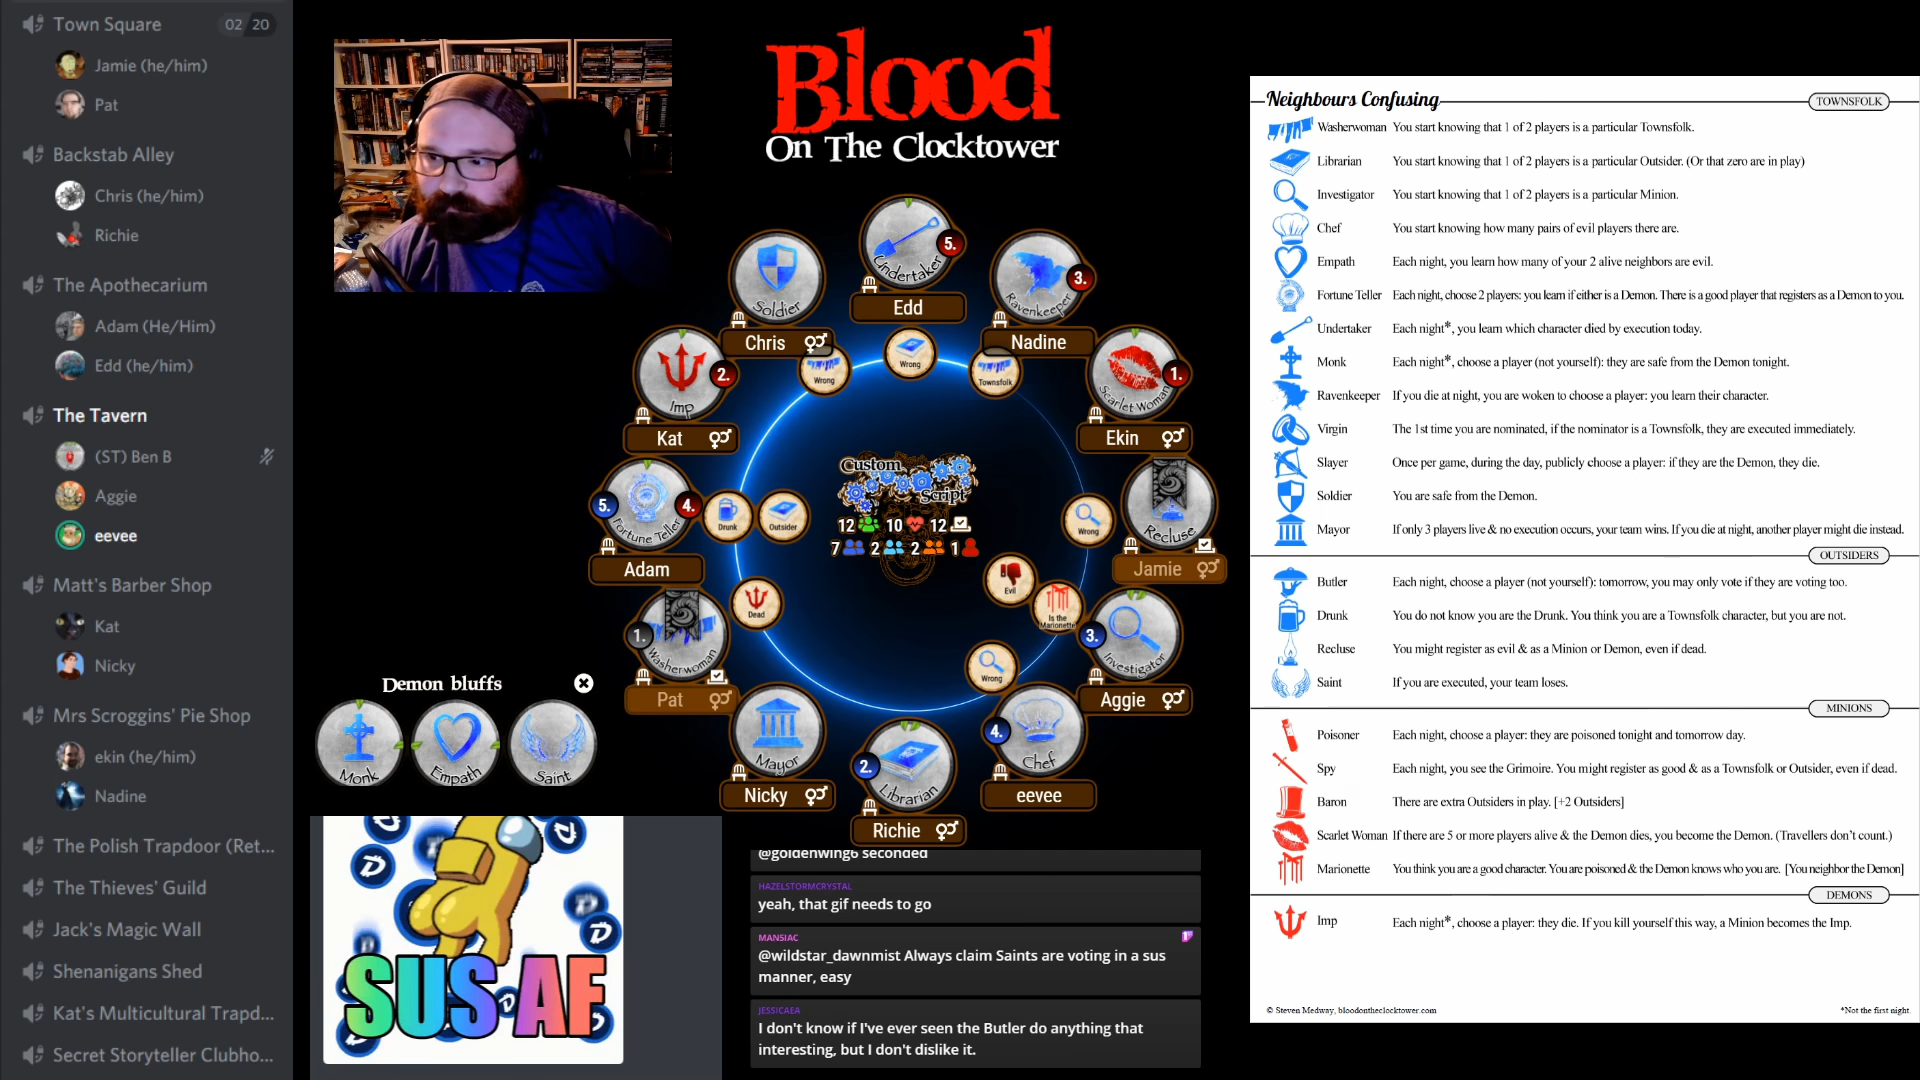 Town Square
02 20
Jamie (he/him)
Pat
Backstab Alley
Chris (he/him)
Richie
The Apothecarium
Adam (He/Him)
Edd (he/him)
The Tavern
(ST) Ben B
Aggie
eevee
Matt's Barber Shop
Kat
Nicky
Mrs Scroggins' Pie Shop
ekin (he/him)
Nadine
The Polish Trapdoor (Ret...
The Thieves' Guild
Jack's Magic Wall
Shenanigans Shed
Kat's Multicultural Trapd...
Secret Storyteller Clubho...
Blood
On The Clocktower
Undertaker
5.
Edd
Soldier
Chris
Ravenkeeper
3.
Nadine
Imp
2.
Kat
Scarlet Woman
1.
Ekin
Wrong
Wrong
Townsfolk
Fortune Teller
5.
4.
Adam
Drunk
Outsider
Custom
Script
12 10 12
7 2 2 1
Wrong
Recluse
Jamie
Washerwoman
1.
Pat
Dead
Evil
Is the
Marionette
Investigator
3.
Aggie
Wrong
Mayor
Nicky
Librarian
2.
Richie
Chef
4.
eevee
Demon bluffs
Monk
Empath
Saint
SUS AF
@goldenwing6 seconded
HAZELSTORMCRYSTAL
yeah, that gif needs to go
MANSIAC
@wildstar_dawnmist Always claim Saints are voting in a sus
manner, easy
JESSICAEA
I don't know if I've ever seen the Butler do anything that
interesting, but I don't dislike it.
Neighbours Confusing
TOWNSFOLK
Washerwoman You start knowing that 1 of 2 players is a particular Townsfolk.
Librarian You start knowing that 1 of 2 players is a particular Outsider. (Or that zero are in play)
Investigator You start knowing that 1 of 2 players is a particular Minion.
Chef You start knowing how many pairs of evil players there are.
Empath Each night, you learn how many of your 2 alive neighbors are evil.
Fortune Teller Each night, choose 2 players: you learn if either is a Demon. There is a good player that registers as a Demon to you.
Undertaker Each night*, you learn which character died by execution today.
Monk Each night*, choose a player (not yourself): they are safe from the Demon tonight.
Ravenkeeper If you die at night, you are woken to choose a player: you learn their character.
Virgin The 1st time you are nominated, if the nominator is a Townsfolk, they are executed immediately.
Slayer Once per game, during the day, publicly choose a player: if they are the Demon, they die.
Soldier You are safe from the Demon.
Mayor If only 3 players live & no execution occurs, your team wins. If you die at night, another player might die instead.
OUTSIDERS
Butler Each night, choose a player (not yourself): tomorrow, you may only vote if they are voting too.
Drunk You do not know you are the Drunk. You think you are a Townsfolk character, but you are not.
Recluse You might register as evil & as a Minion or Demon, even if dead.
Saint If you are executed, your team loses.
MINIONS
Poisoner Each night, choose a player: they are poisoned tonight and tomorrow day.
Spy Each night, you see the Grimoire. You might register as good & as a Townsfolk or Outsider, even if dead.
Baron There are extra Outsiders in play. [+2 Outsiders]
Scarlet Woman If there are 5 or more players alive & the Demon dies, you become the Demon. (Travellers don't count.)
Marionette You think you are a good character. You are poisoned & the Demon knows who you are. [You neighbor the Demon]
DEMONS
Imp Each night*, choose a player: they die. If you kill yourself this way, a Minion becomes the Imp.
© Steven Medway, bloodontheclocktower.com
*Not the first night.